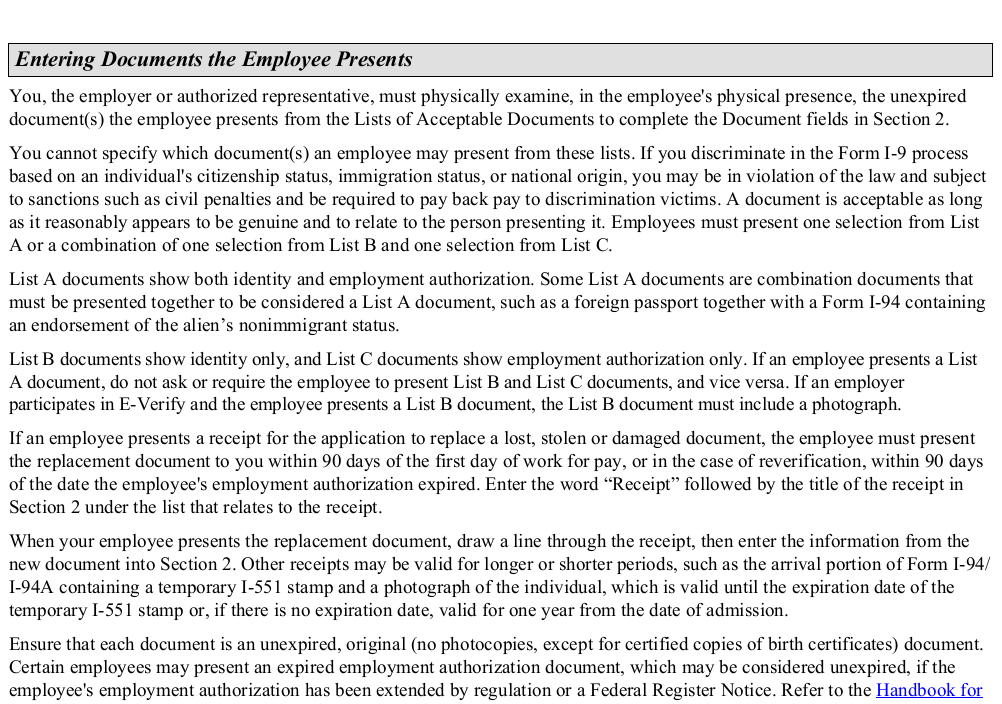 Entering Documents the Employee Presents
You, the employer or authorized representative, must physically examine, in the employee's physical presence, the unexpired
document(s) the employee presents from the Lists of Acceptable Documents to complete the Document fields in Section 2.
You cannot specify which document(s) an employee may present from these lists. If you discriminate in the Form I-9 process
based on an individual's citizenship status, immigration status, or national origin, you may be in violation of the law and subject
to sanctions such as civil penalties and be required to pay back pay to discrimination victims. A document is acceptable as long
as it reasonably appears to be genuine and to relate to the person presenting it. Employees must present one selection from List
A or a combination of one selection from List B and one selection from List C.
List A documents show both identity and employment authorization. Some List A documents are combination documents that
must be presented together to be considered a List A document, such as a foreign passport together with a Form I-94 containing
an endorsement of the alien’s nonimmigrant status.
List B documents show identity only, and List C documents show employment authorization only. If an employee presents a List
A document, do not ask or require the employee to present List B and List C documents, and vice versa. If an employer
participates in E-Verify and the employee presents a List B document, the List B document must include a photograph.
If an employee presents a receipt for the application to replace a lost, stolen or damaged document, the employee must present
the replacement document to you within 90 days of the first day of work for pay, or in the case of reverification, within 90 days
of the date the employee's employment authorization expired. Enter the word “Receipt” followed by the title of the receipt in
Section 2 under the list that relates to the receipt.
When your employee presents the replacement document, draw a line through the receipt, then enter the information from the
new document into Section 2. Other receipts may be valid for longer or shorter periods, such as the arrival portion of Form I-94/
I-94A containing a temporary I-551 stamp and a photograph of the individual, which is valid until the expiration date of the
temporary I-551 stamp or, if there is no expiration date, valid for one year from the date of admission.
Ensure that each document is an unexpired, original (no photocopies, except for certified copies of birth certificates) document.
Certain employees may present an expired employment authorization document, which may be considered unexpired, if the
employee's employment authorization has been extended by regulation or a Federal Register Notice. Refer to the Handbook for